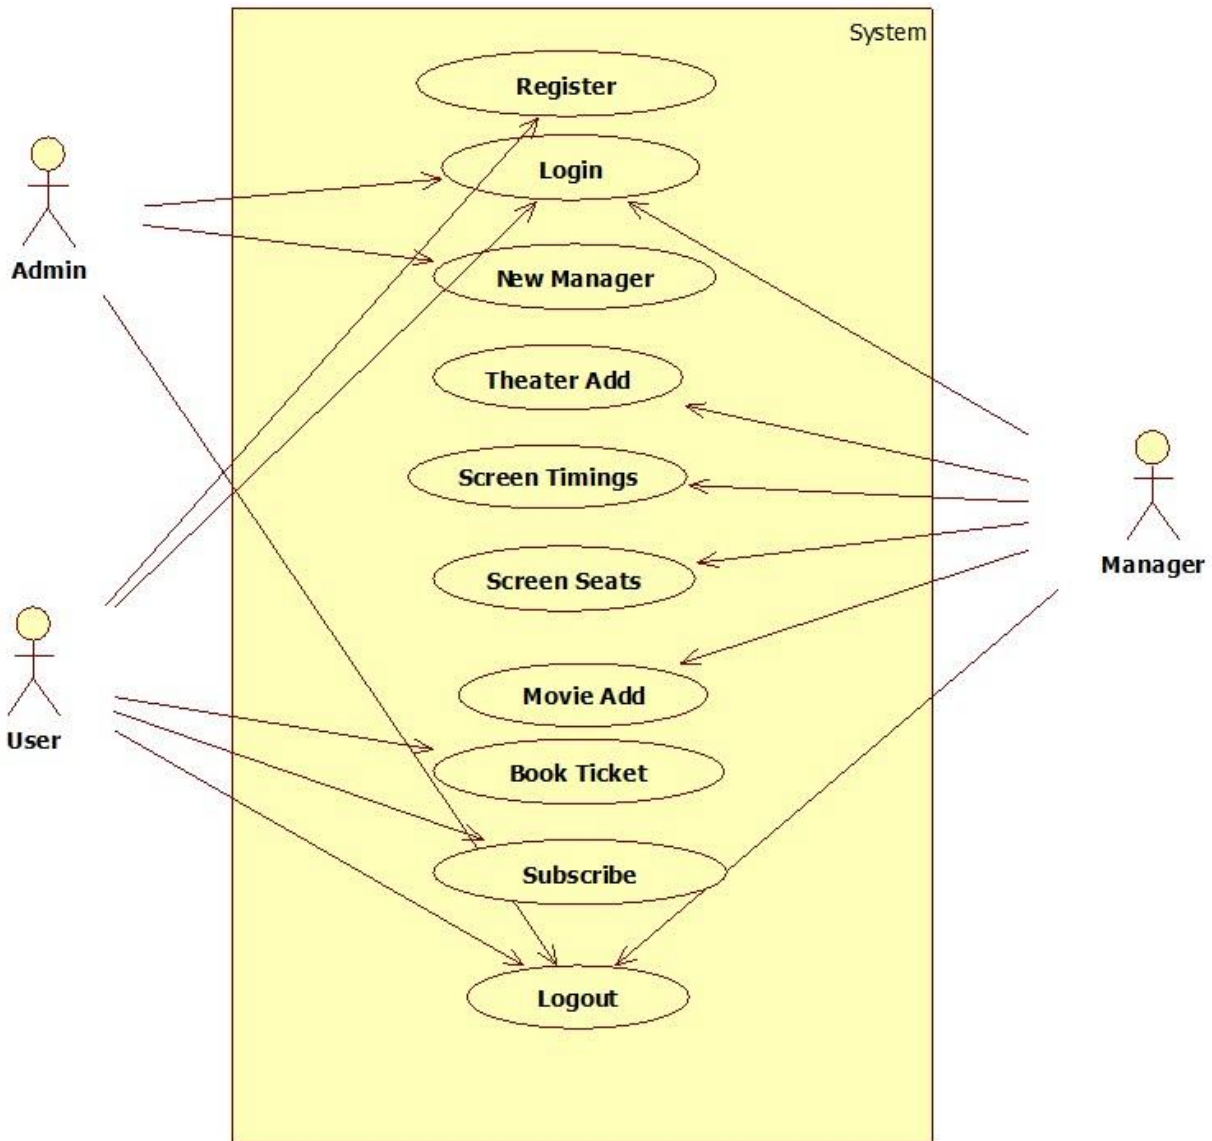 System
Register
Login
Admin
New Manager
Theater Add
Screen Timings
Manager
Screen Seats
Movie Add
User
Book Ticket
Subscribe
Logout